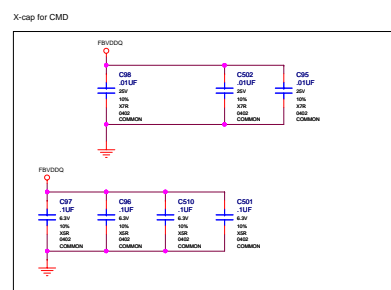 X-cap for CMD
FBVDDQ
C98
.01UF
25V
10%
X7R
0402
COMMON
C502
.01UF
25V
10%
X7R
0402
COMMON
C95
.01UF
25V
10%
X7R
0402
COMMON
FBVDDQ
C97
.1UF
6.3V
10%
X5R
0402
COMMON
C96
.1UF
6.3V
10%
X5R
0402
COMMON
C510
.1UF
6.3V
10%
X5R
0402
COMMON
C501
.1UF
6.3V
10%
X5R
0402
COMMON